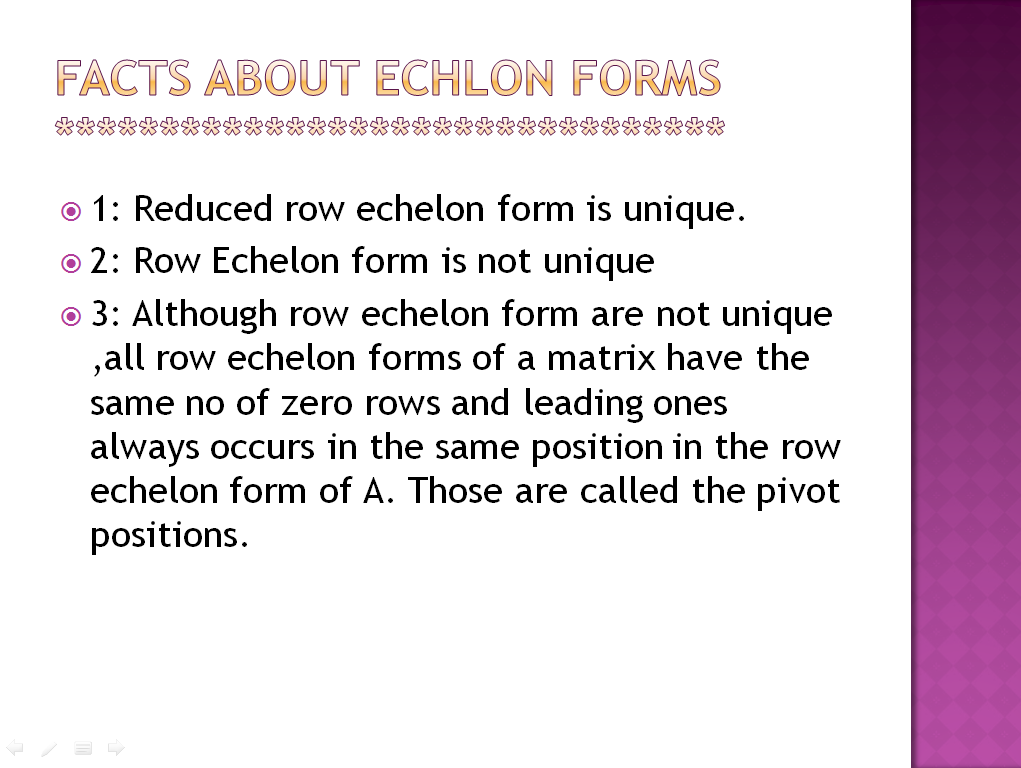 FACTS ABOUT ECHLON FORMS
********************************
1: Reduced row echelon form is unique.
2: Row Echelon form is not unique
3: Although row echelon form are not unique
,all row echelon forms of a matrix have the
same no of zero rows and leading ones
always occurs in the same position in the row
echelon form of A. Those are called the pivot
positions.